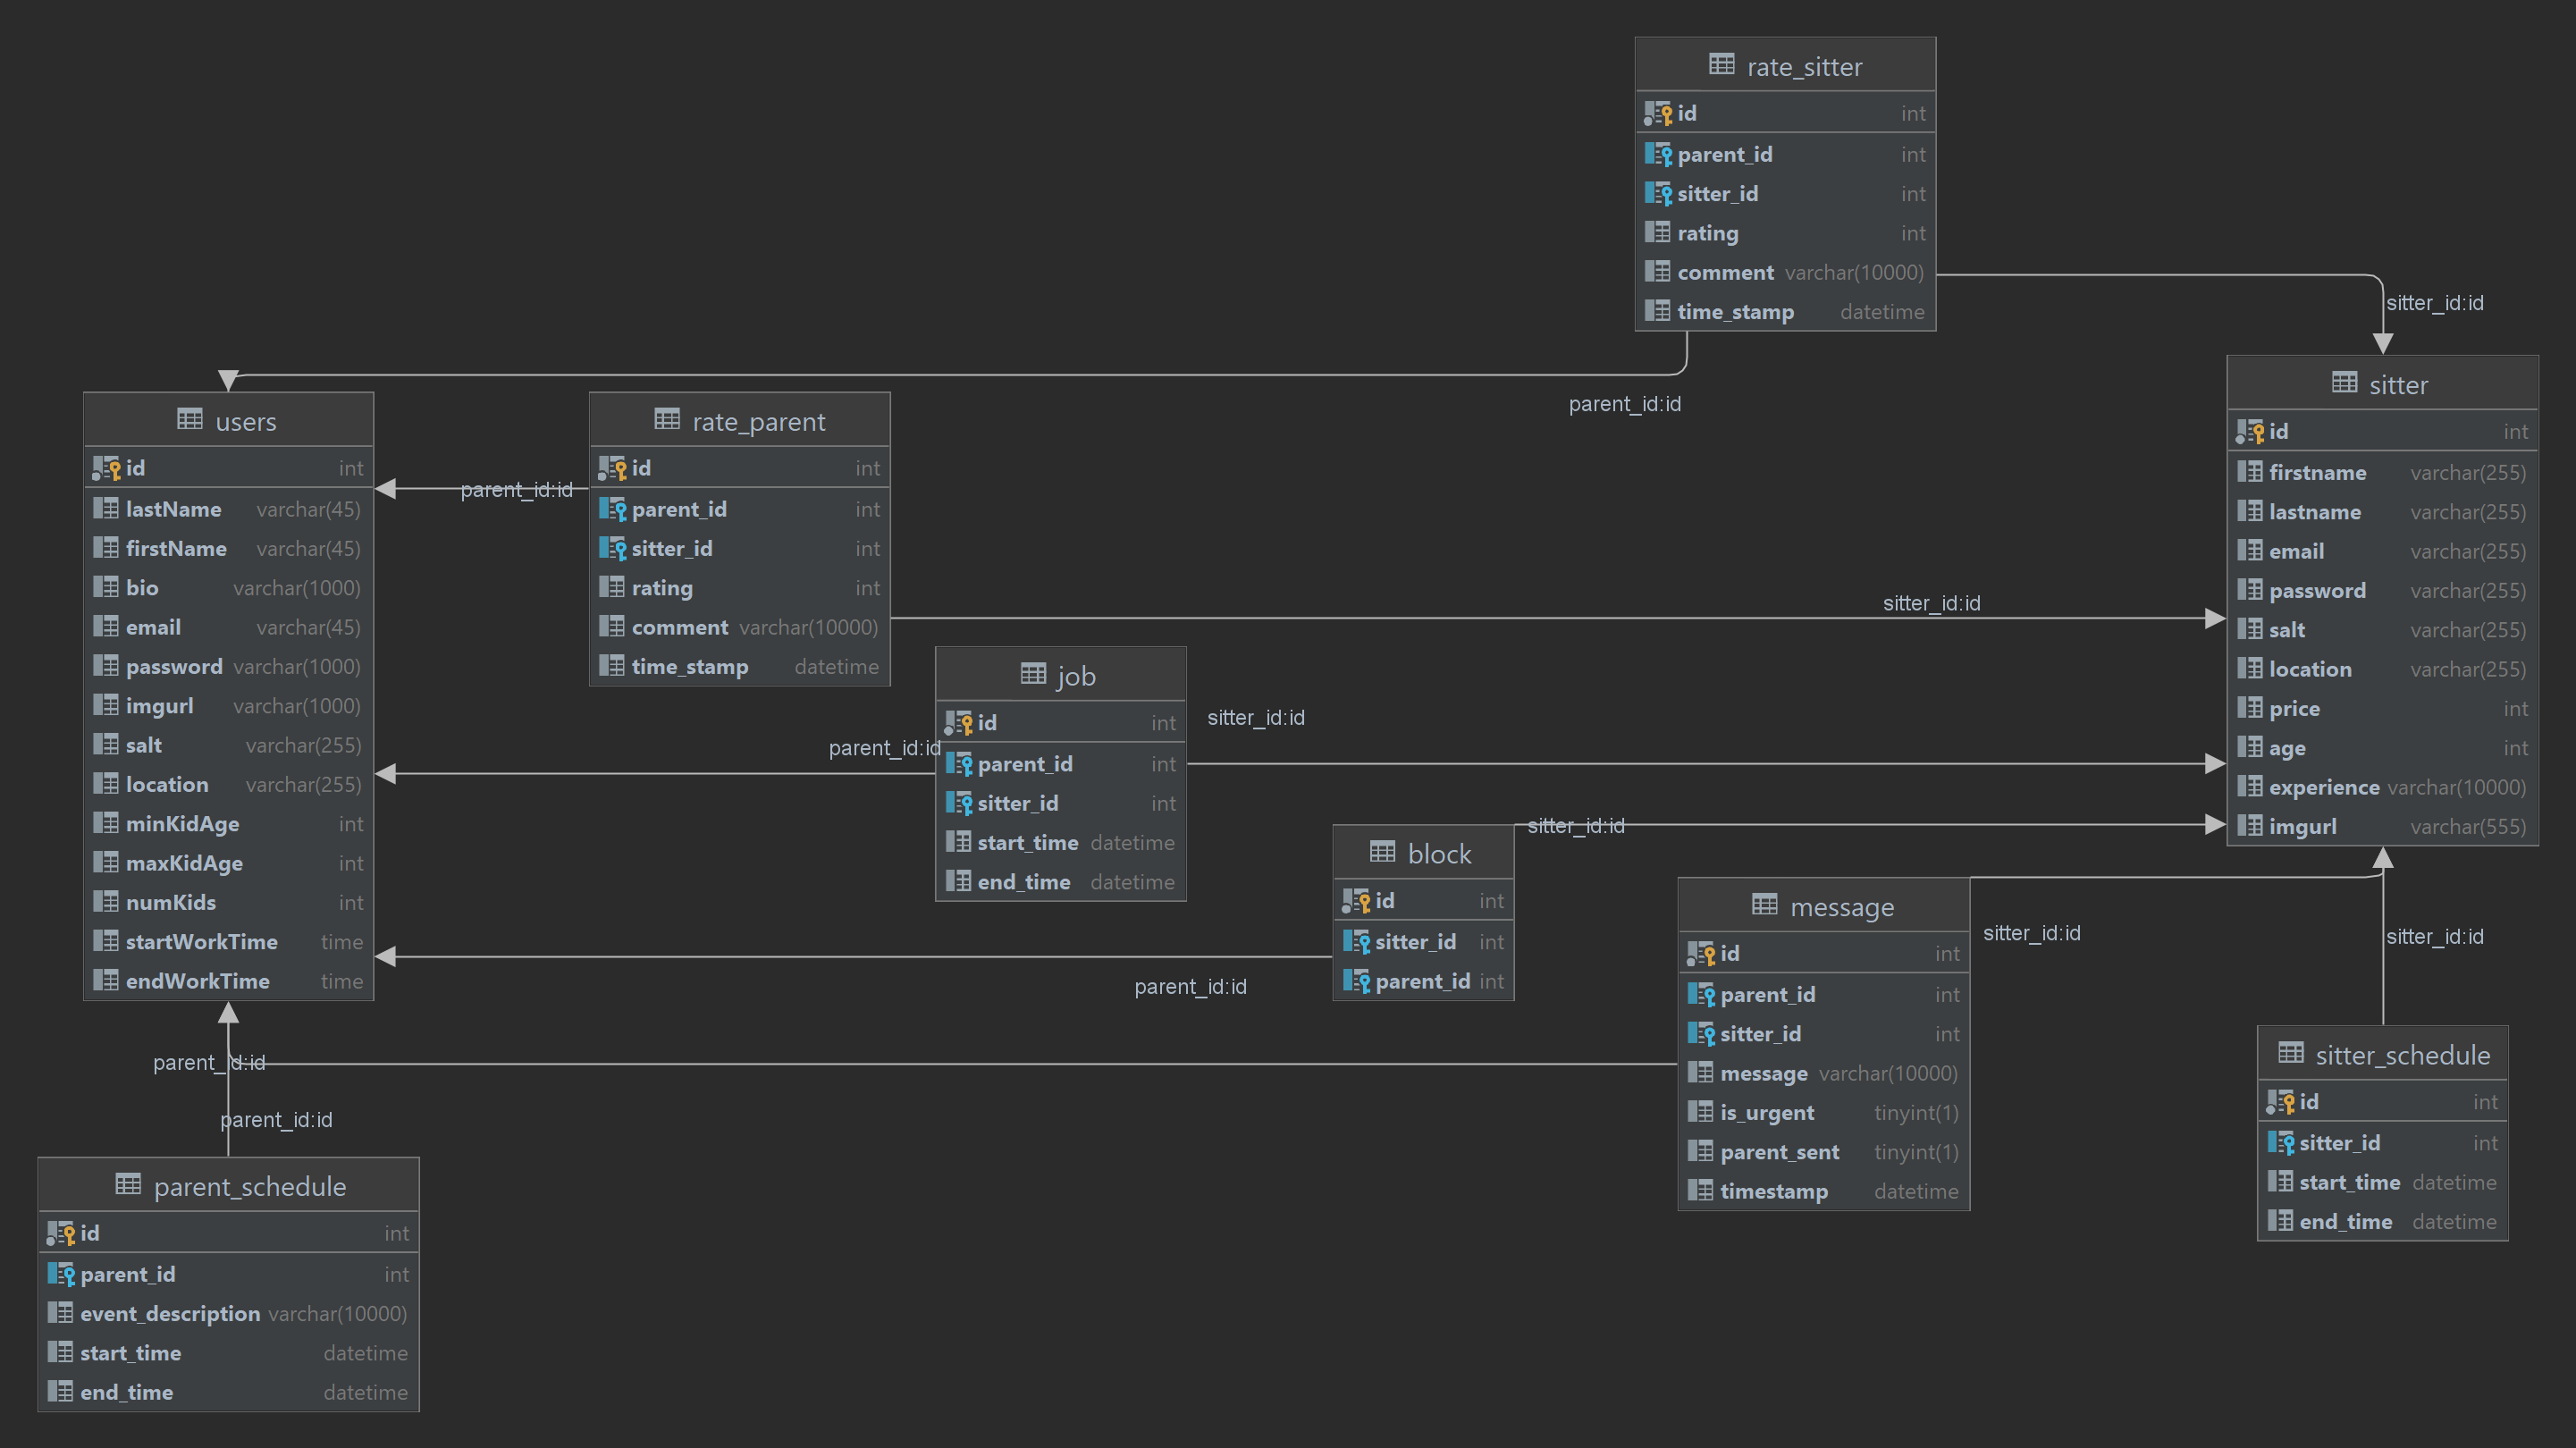 rate_sitter
id int
parent_id int
sitter_id int
rating int
comment varchar(10000)
time_stamp datetime
sitter_id:id
parent_id:id
users
id int
lastName varchar(45)
firstName varchar(45)
bio varchar(1000)
email varchar(45)
password varchar(1000)
imgurl varchar(1000)
salt varchar(255)
location varchar(255)
minKidAge int
maxKidAge int
numKids int
startWorkTime time
endWorkTime time
parent_id:id
rate_parent
id int
parent_id int
sitter_id int
rating int
comment varchar(10000)
time_stamp datetime
sitter_id:id
sitter
id int
firstname varchar(255)
lastname varchar(255)
email varchar(255)
password varchar(255)
salt varchar(255)
location varchar(255)
price int
age int
experience varchar(10000)
imgurl varchar(555)
parent_id:id
job
id int
parent_id int
sitter_id int
start_time datetime
end_time datetime
sitter_id:id
block
id int
sitter_id int
parent_id int
sitter_id:id
parent_id:id
message
id int
parent_id int
sitter_id int
message varchar(10000)
is_urgent tinyint(1)
parent_sent tinyint(1)
timestamp datetime
sitter_id:id
sitter_id:id
sitter_schedule
id int
sitter_id int
start_time datetime
end_time datetime
parent_id:id
parent_id:id
parent_schedule
id int
parent_id int
event_description varchar(10000)
start_time datetime
end_time datetime